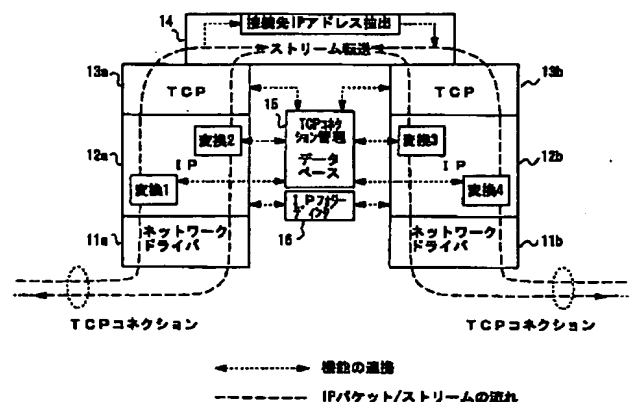 14
接続先IPアドレス抽出
ストリーム転送
13a
TCP
13b
TCP
15
TCPコネクション管理
データベース
12a
変換2
IP
変換1
変換3
IP
12b
変換4
IPフォワーディング
16
11a
ネットワーク
ドライバ
ネットワーク
ドライバ
11b
TCPコネクション
TCPコネクション
機能の連携
IPパケット/ストリームの流れ